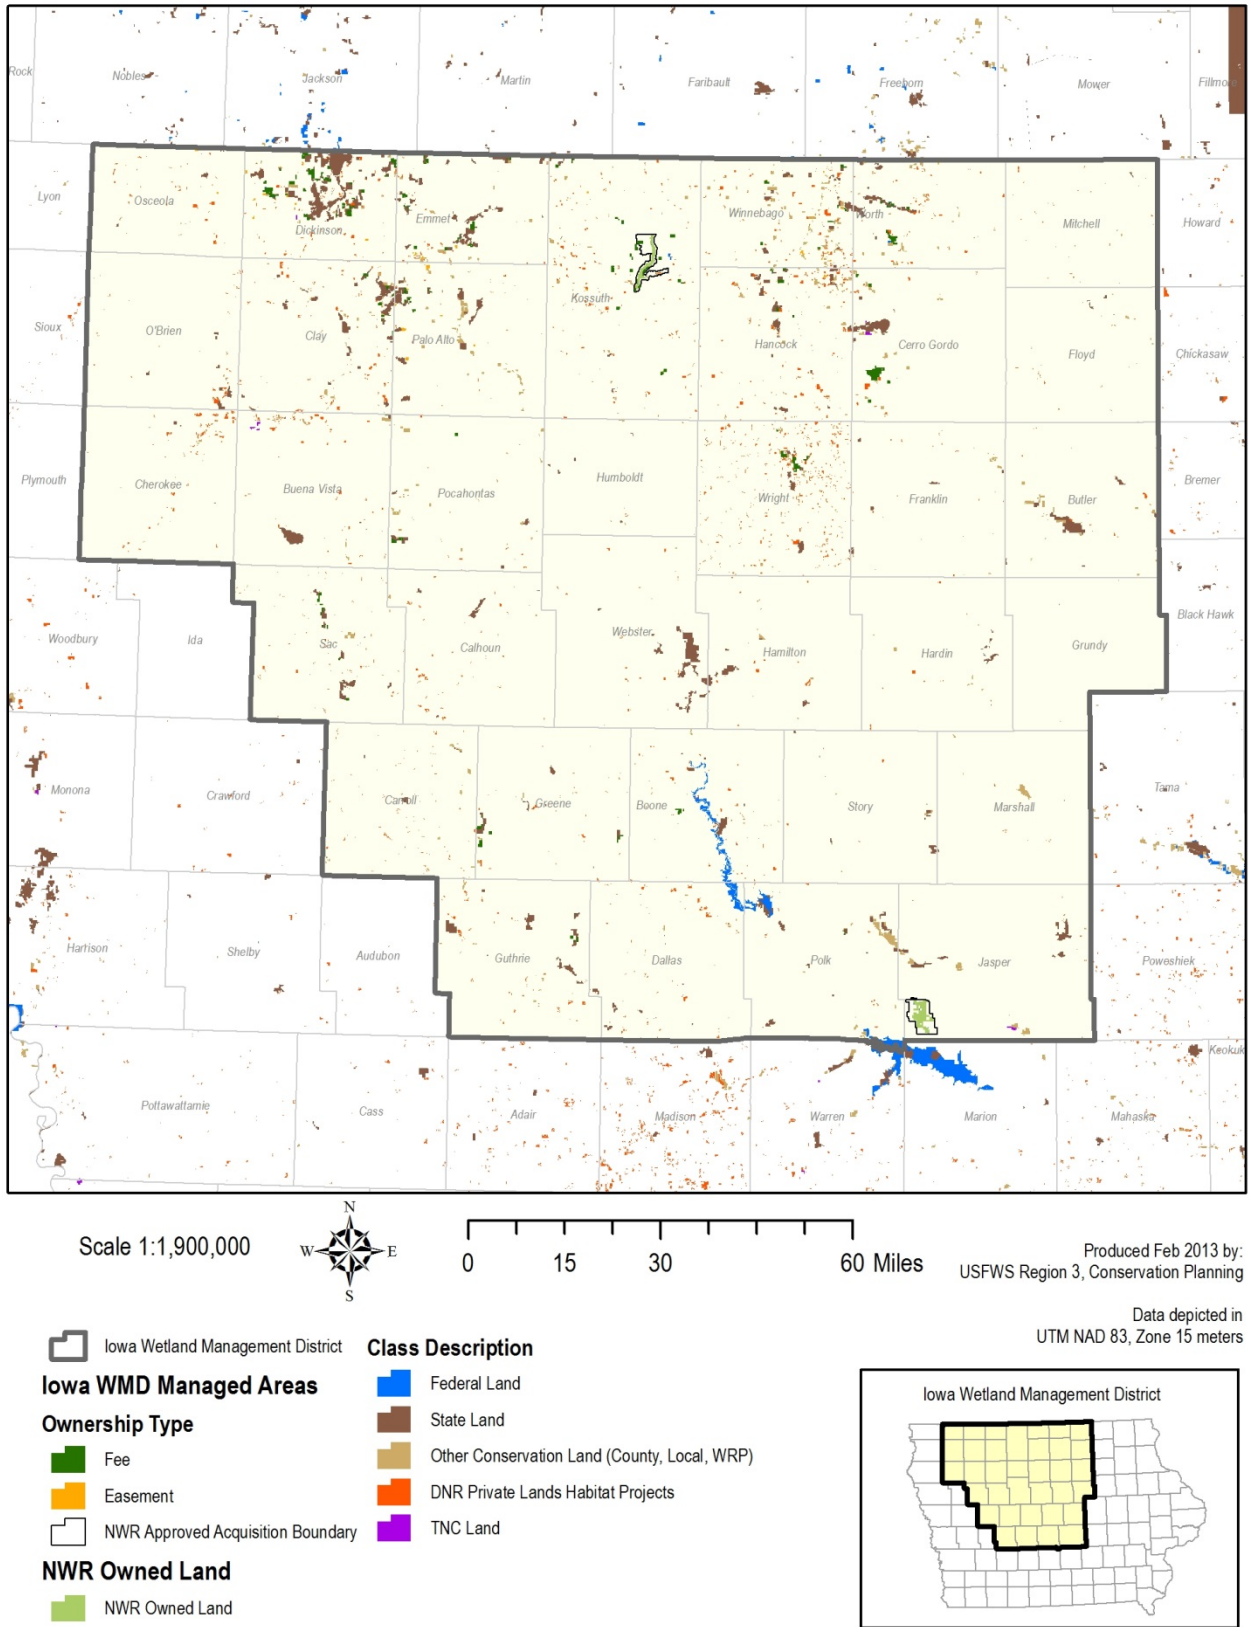 Rock
Nobles
Jackson
Martin
Faribault
Freeborn
Mower
Fillmore
Lyon
Osceola
Dickinson
Emmet
Winnebago
Worth
Mitchell
Howard
Sioux
O'Brien
Clay
Palo Alto
Kossuth
Hancock
Cerro Gordo
Floyd
Chickasaw
Plymouth
Cherokee
Buena Vista
Pocahontas
Humboldt
Wright
Franklin
Butler
Bremer
Woodbury
Ida
Sac
Calhoun
Webster
Hamilton
Hardin
Grundy
Black Hawk
Monona
Crawford
Carroll
Greene
Boone
Story
Marshall
Tama
Harrison
Shelby
Audubon
Guthrie
Dallas
Polk
Jasper
Poweshiek
Keokuk
Pottawattamie
Cass
Adair
Madison
Warren
Marion
Mahaska
Scale 1:1,900,000
N
W
E
S
0 15 30 60 Miles
Produced Feb 2013 by:
USFWS Region 3, Conservation Planning
Data depicted in
UTM NAD 83, Zone 15 meters
Iowa Wetland Management District
Iowa WMD Managed Areas
Ownership Type
Fee
Easement
NWR Approved Acquisition Boundary
NWR Owned Land
NWR Owned Land
Class Description
Federal Land
State Land
Other Conservation Land (County, Local, WRP)
DNR Private Lands Habitat Projects
TNC Land
Iowa Wetland Management District